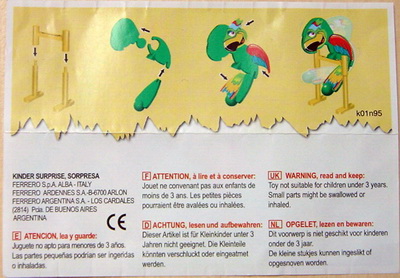 k01n95
KINDER SURPRISE, SORPRESA
FERRERO S.p.A. ALBA - ITALY
FERRERO ARDENNES S.A.-B-6700 ARLON
FERRERO ARGENTINA S.A. - LOS CARDALES
(2814) Pcia. DE BUENOS AIRES
ARGENTINA
CE
E ATENCION, lea y guarde:
Juguete no apto para menores de 3 años.
Las partes pequeñas podrian ser ingeridas
o inhaladas.
F ATTENTION, à lire et à conserver:
Jouet ne convenant pas aux enfants de
moins de 3 ans. Les petites pièces
pourraient être avalées ou inhalées.
D ACHTUNG, lesen und aufbewahren:
Dieser Artikel ist für Kleinkinder unter 3
Jahren nicht geeignet. Die Kleinteile
könnten verschluckt oder eingeatmet
werden.
UK WARNING, read and keep:
Toy not suitable for children under 3 years.
Small parts might be swallowed or
inhaled.
NL OPGELET, lezen en bewaren:
Dit voorwerp is niet geschikt voor kinderen
onder de 3 jaar.
De kleine stukjes kunnen ingeslikt of
opgesnoven worden.